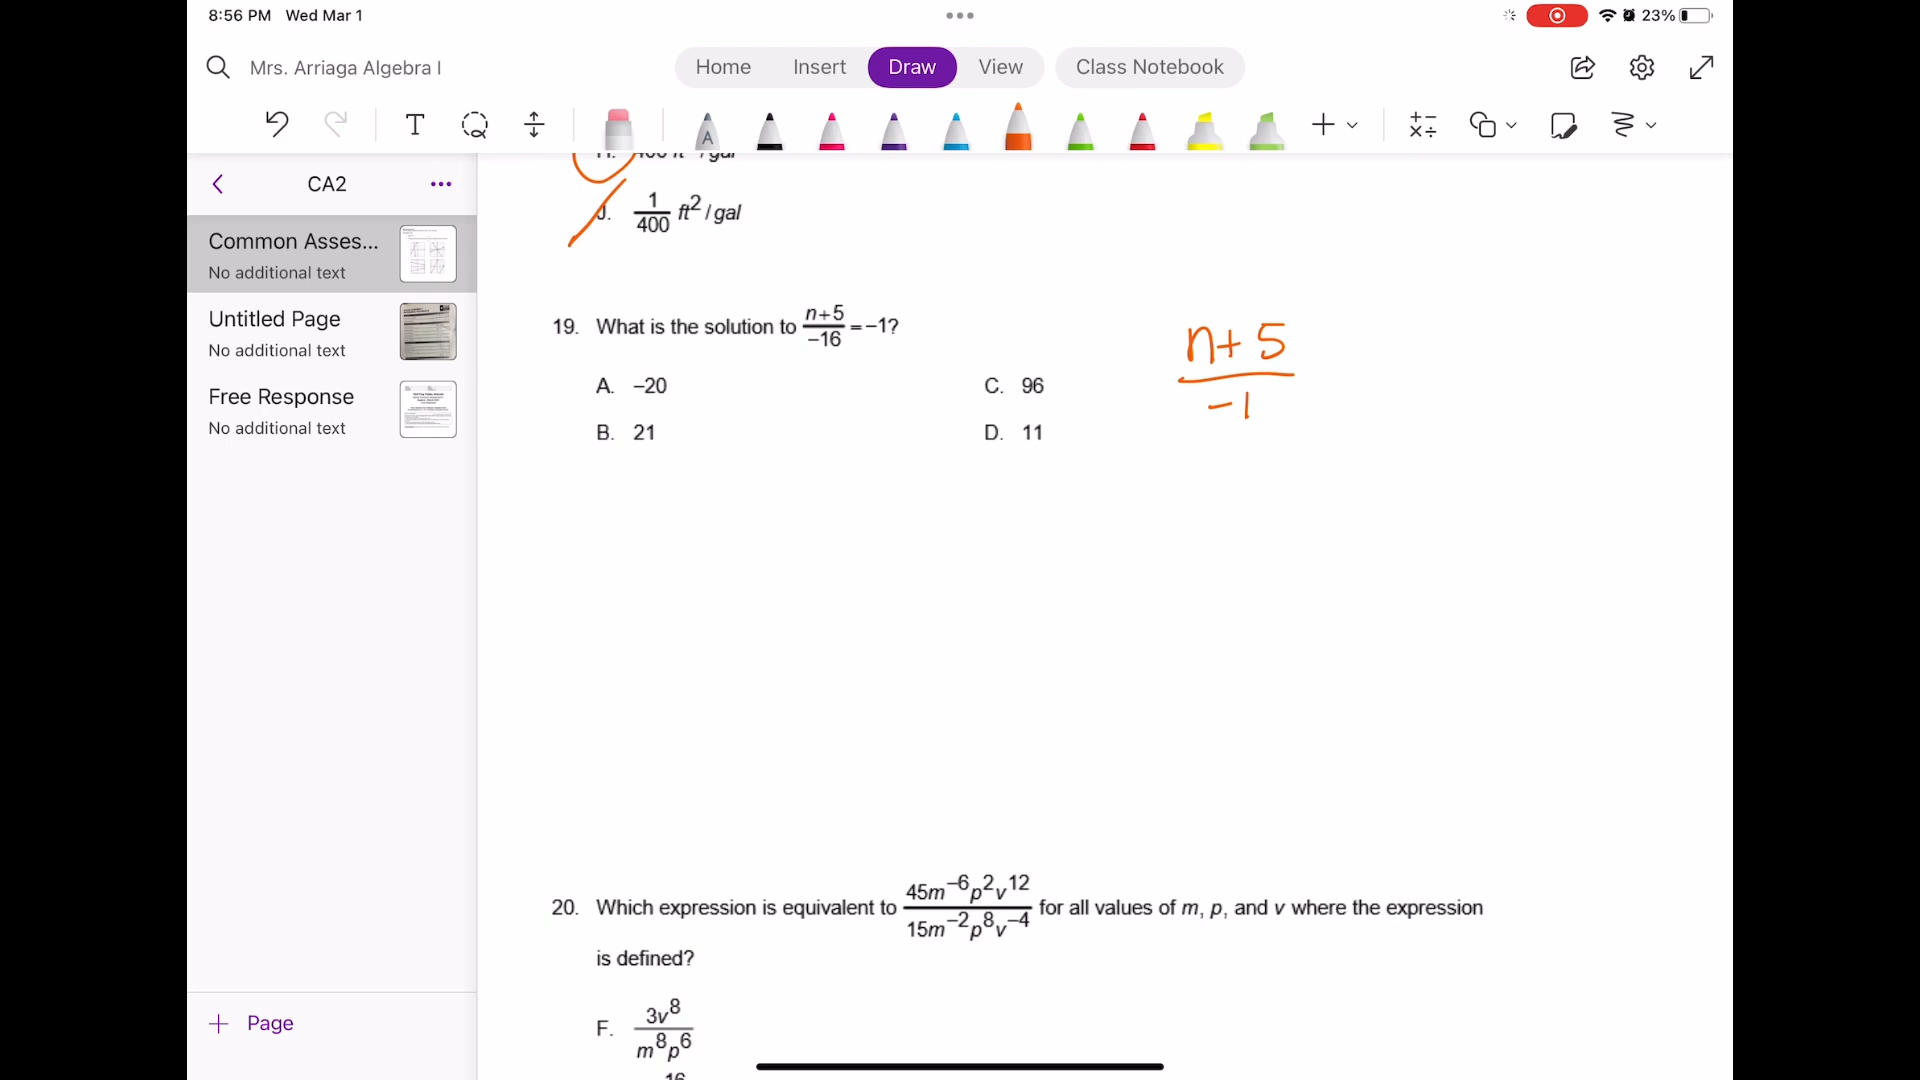 8:56 PM Wed Mar 1
23%
Mrs. Arriaga Algebra I
Home Insert Draw View Class Notebook
T A
CA2
Common Asses...
No additional text
Untitled Page
No additional text
Free Response
No additional text
+ Page
J. 1/400 ft² / gal
19. What is the solution to (n+5)/(−16) = −1?
A. −20
C. 96
B. 21
D. 11
n + 5
−1
20. Which expression is equivalent to (45m⁻⁶p²v¹²)/(15m⁻²p⁸v⁻⁴) for all values of m, p, and v where the expression
is defined?
F. 3v⁸/(m⁸p⁶)
16